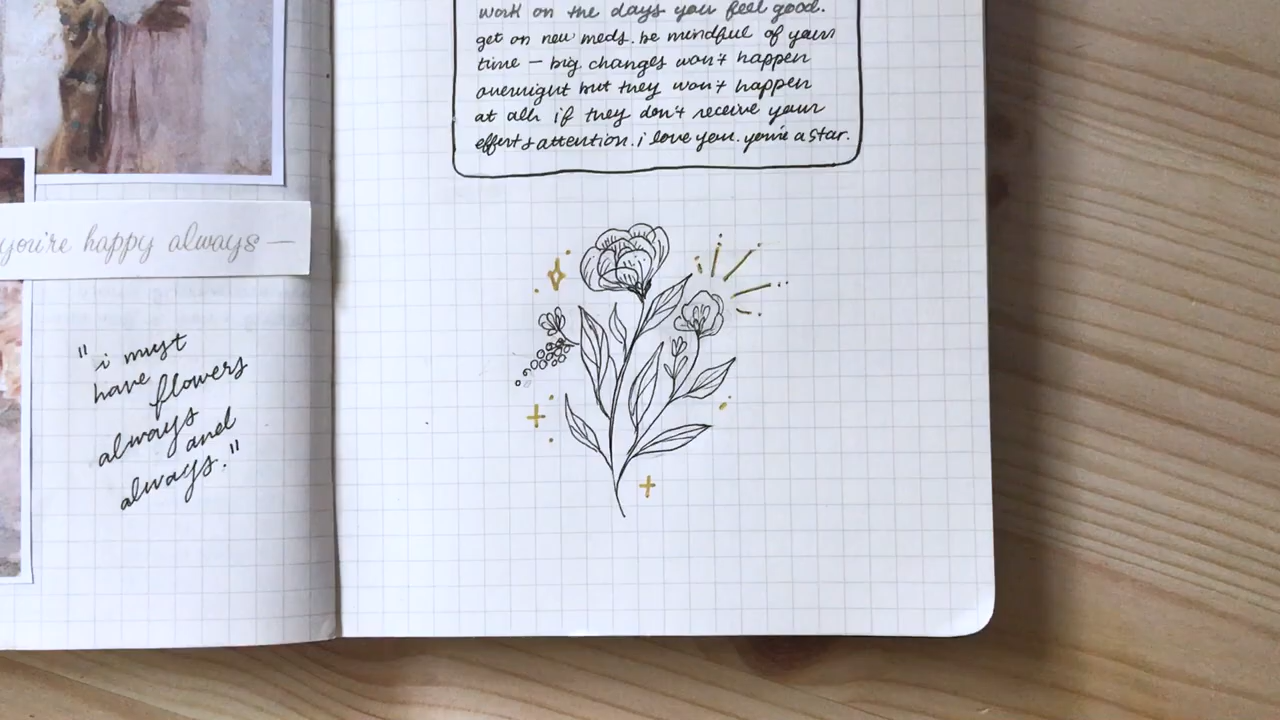 you're happy always—
"i must
have flowers
always
and
always."
work on the days you feel good.
get on new meds. be mindful of your
time — big changes won't happen
overnight but they won't happen
at all if they don't receive your
effort & attention. i love you. you're a star.